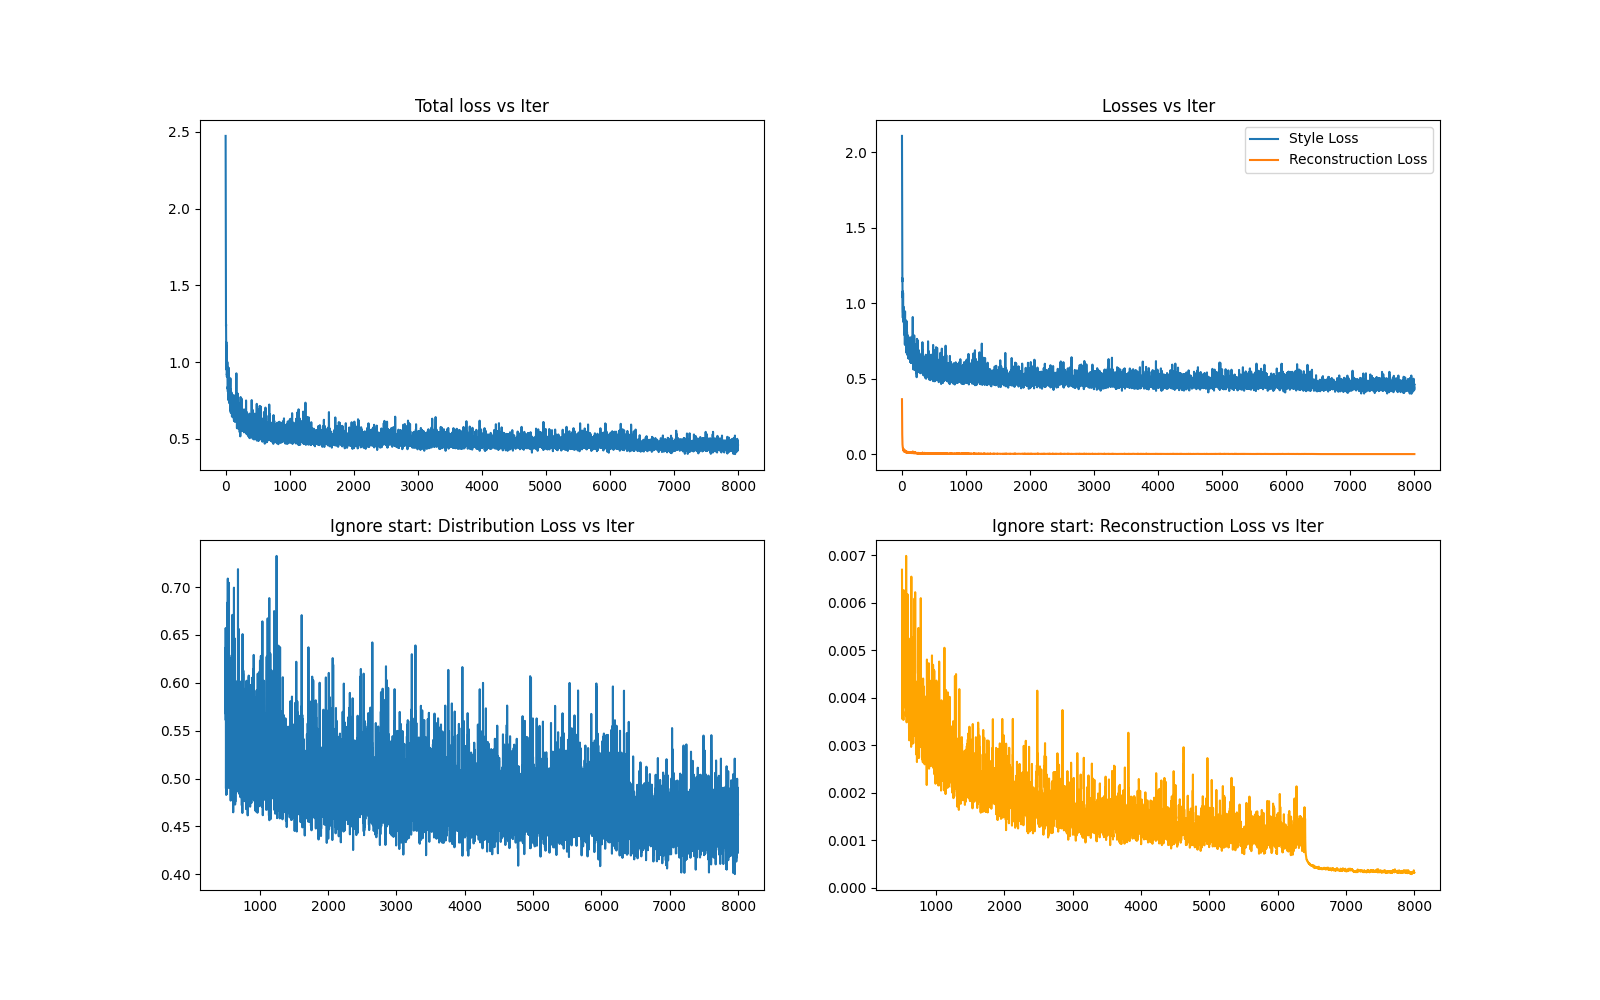 Total loss vs Iter
2.5
2.0
1.5
1.0
0.5
0 1000 2000 3000 4000 5000 6000 7000 8000
Losses vs Iter
Style Loss
Reconstruction Loss
2.0
1.5
1.0
0.5
0.0
0 1000 2000 3000 4000 5000 6000 7000 8000
Ignore start: Distribution Loss vs Iter
0.70
0.65
0.60
0.55
0.50
0.45
0.40
1000 2000 3000 4000 5000 6000 7000 8000
Ignore start: Reconstruction Loss vs Iter
0.007
0.006
0.005
0.004
0.003
0.002
0.001
0.000
1000 2000 3000 4000 5000 6000 7000 8000